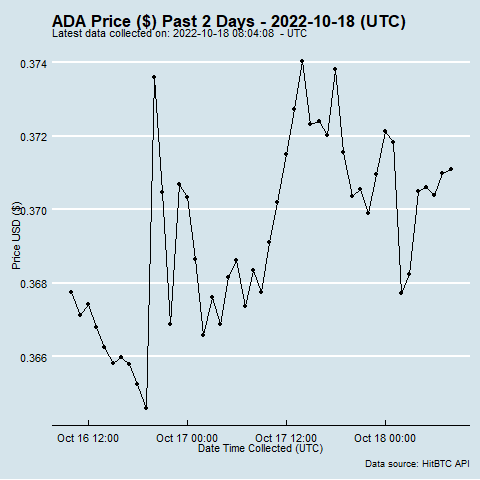 ADA Price ($) Past 2 Days - 2022-10-18 (UTC)
Latest data collected on: 2022-10-18 08:04:08 - UTC
0.374
0.372
0.370
0.368
0.366
Price USD ($)
Oct 16 12:00 Oct 17 00:00 Oct 17 12:00 Oct 18 00:00
Date Time Collected (UTC)
Data source: HitBTC API